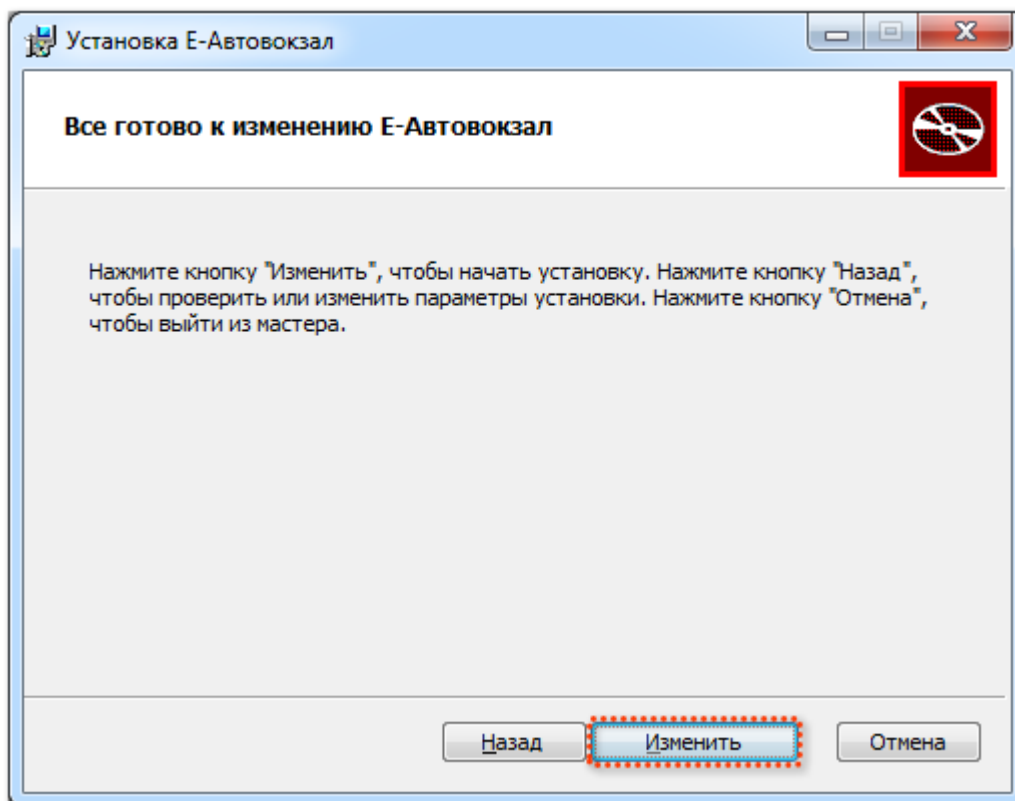 Установка Е-Автовокзал
Все готово к изменению Е-Автовокзал
Нажмите кнопку "Изменить", чтобы начать установку. Нажмите кнопку "Назад",
чтобы проверить или изменить параметры установки. Нажмите кнопку "Отмена",
чтобы выйти из мастера.
Назад Изменить Отмена